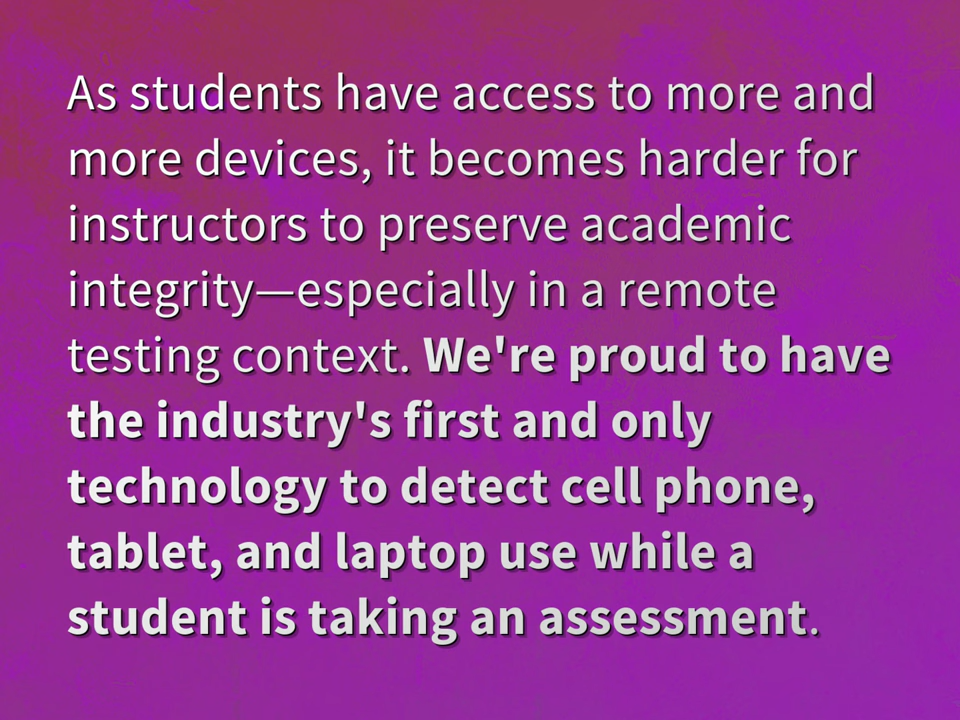 As students have access to more and
more devices, it becomes harder for
instructors to preserve academic
integrity—especially in a remote
testing context. We're proud to have
the industry's first and only
technology to detect cell phone,
tablet, and laptop use while a
student is taking an assessment.